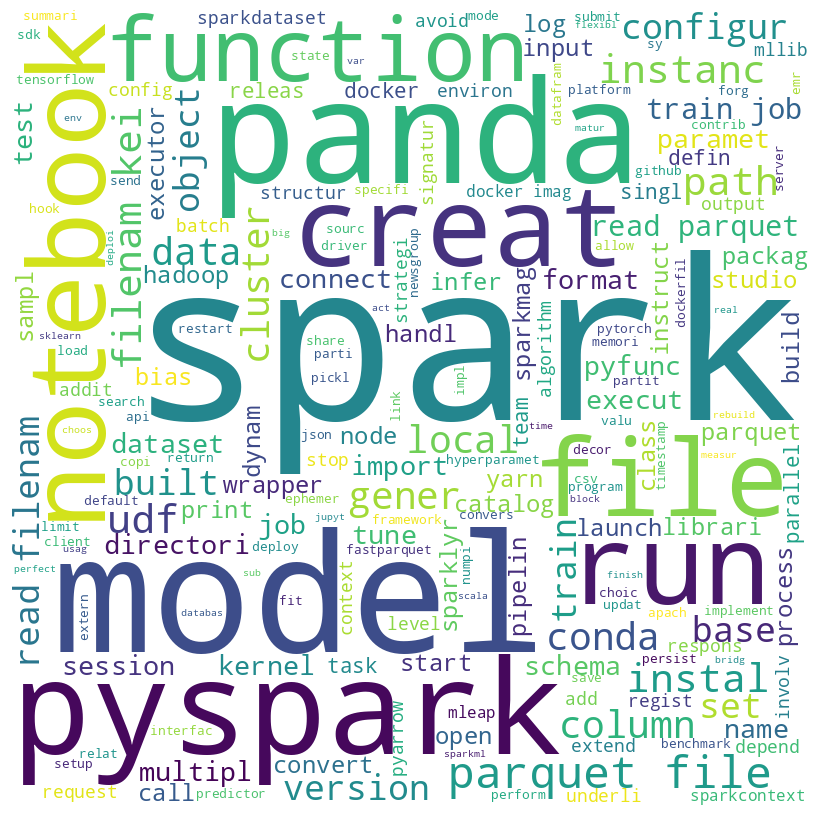 summari
sparkdataset
avoid
mode
submit
flexibl
function
log
configur
sdk
state
var
input
sy
mllib
tensorflow
config
releas
docker
environ
platform
datafram
instanc
forg
emr
notebook
env
test
object
executor
panda
matur
train job
contrib
paramet
github
server
hook
send
structur
specifi
signatur
docker imag
singl
defin
path
output
deploi
filenam kei
batch
big
sourc
driver
creat
read parquet
allow
data
cluster
strategi
newsgroup
packag
hadoop
connect
infer
sparkmag
format
instruct
dockerfil
studio
sampl
spark
act
real
restart
share
parti
pickl
handl
impl
algorithm
pytorch
memori
partit
build
sklearn
load
addit
bias
pyfunc
execut
search
choos
link
team
valu
rebuild
api
dynam
json
node
local
time
decor
class
timestamp
parquet
measur
dataset
return
copi
stop
import
hyperparamet
csv
program
block
parallel
built
wrapper
yarn
file
default
print
ephemer
gener
catalog
read filenam
limit
client
udf
job
jupyt
framework
convers
launch
librari
env
usag
directori
deploy
tune
fastparquet
numpi
train
perfect
sub
context
sparklyr
pipelin
run
finish
process
model
extern
databas
fit
level
scala
choic
updat
apach
implement
conda
base
respons
session
kernel
task
start
schema
persist
bridg
involv
pyspark
save
add
regist
instal
set
mleap
interfac
pyarrow
open
sparkml
column
name
relat
setup
multipl
convert
extend
benchmark
depend
request
call
predictor
version
parquet file
perform
underli
sparkcontext